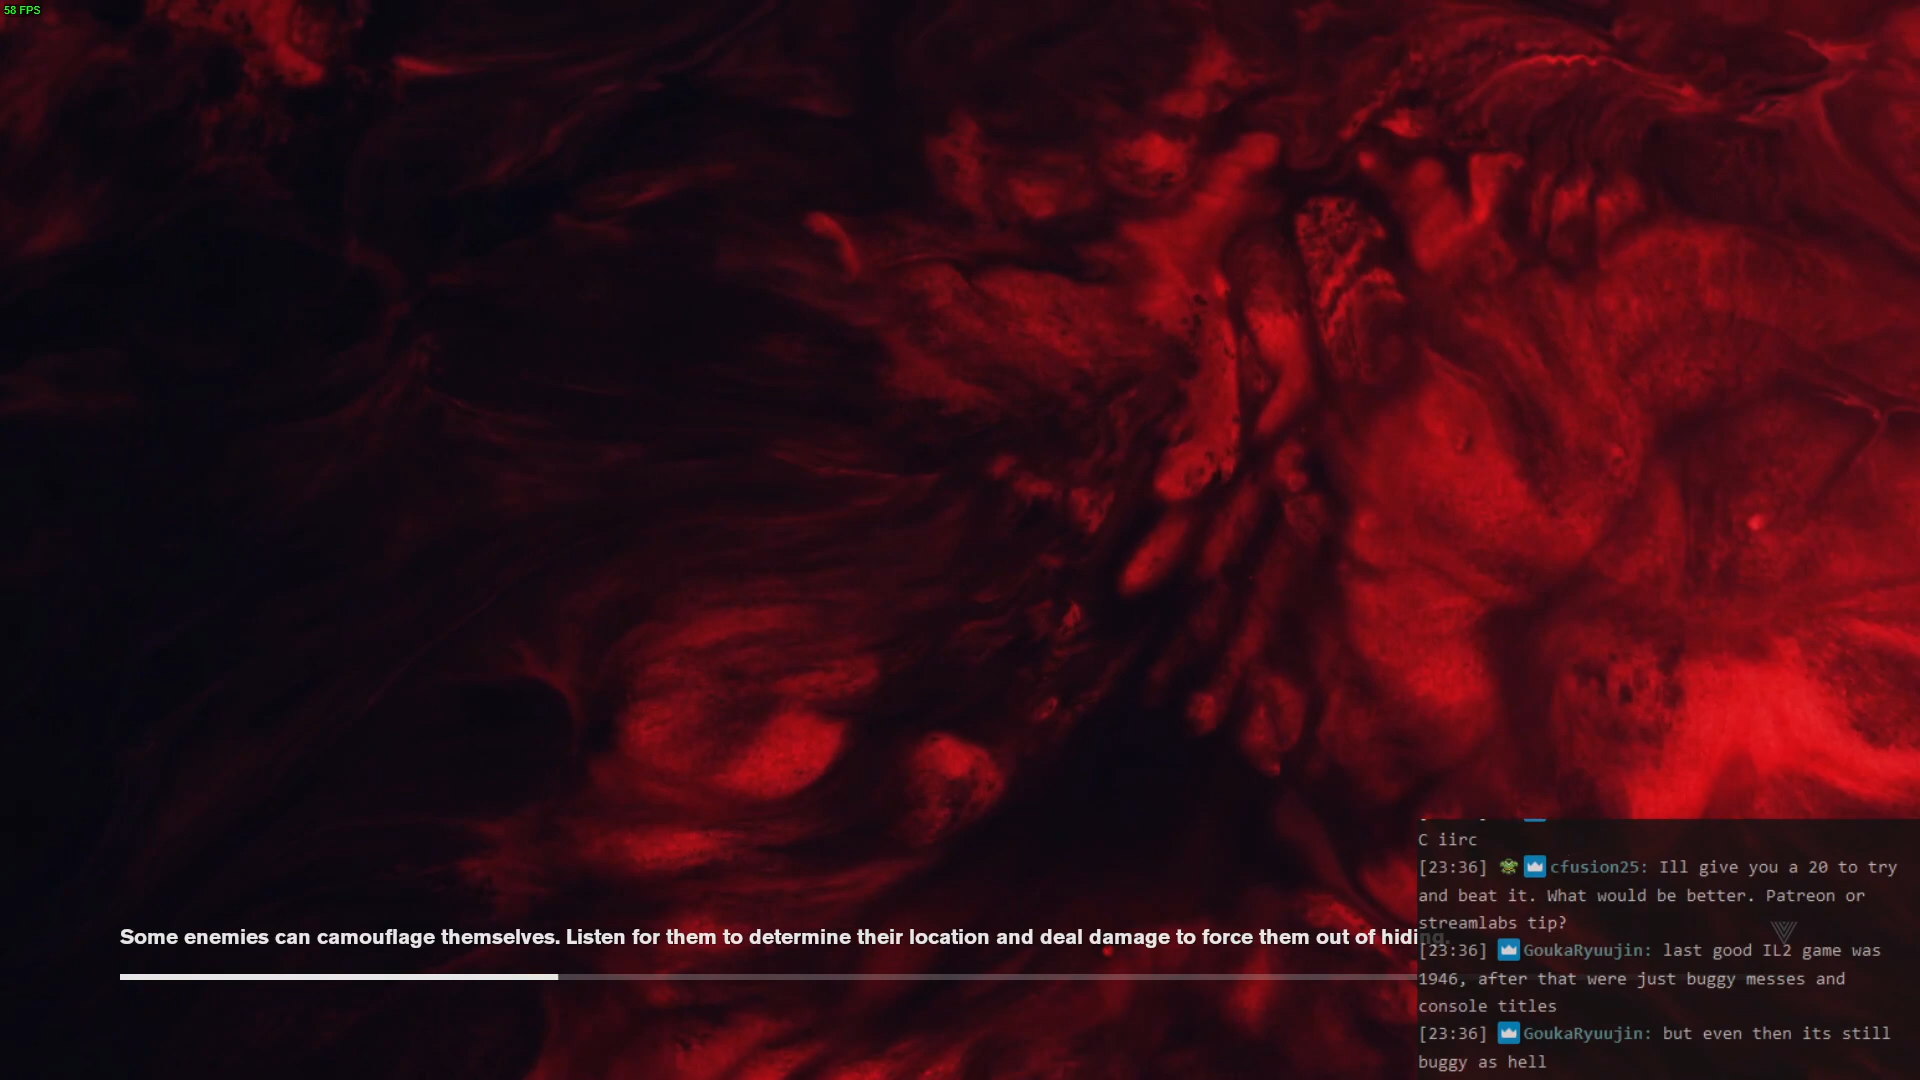 58 FPS
Some enemies can camouflage themselves. Listen for them to determine their location and deal damage to force them out of hiding.
C iirc
[23:36] cfusion25: Ill give you a 20 to try
and beat it. What would be better. Patreon or
streamlabs tip?
[23:36] GoukaRyuujin: last good IL2 game was
1946, after that were just buggy messes and
console titles
[23:36] GoukaRyuujin: but even then its still
buggy as hell